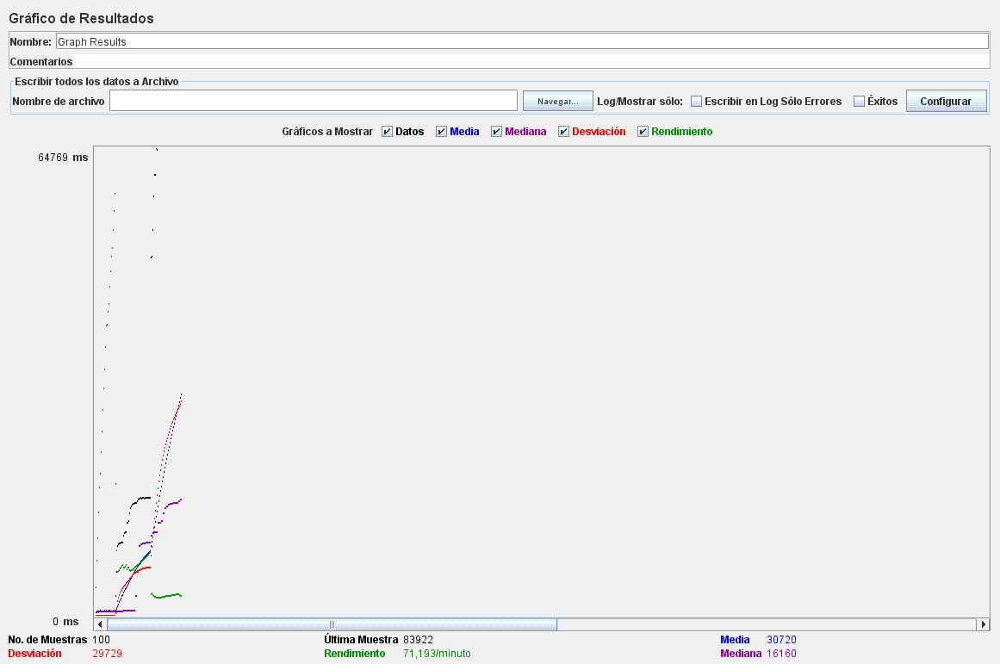 Gráfico de Resultados
Nombre: Graph Results
Comentarios
Escribir todos los datos a Archivo
Nombre de archivo Navegar... Log/Mostrar sólo: Escribir en Log Sólo Errores Éxitos Configurar
Gráficos a Mostrar Datos Media Mediana Desviación Rendimiento
64769 ms
0 ms
No. de Muestras 100 Última Muestra 83922 Media 30720
Desviación 29729 Rendimiento 71,193/minuto Mediana 16160